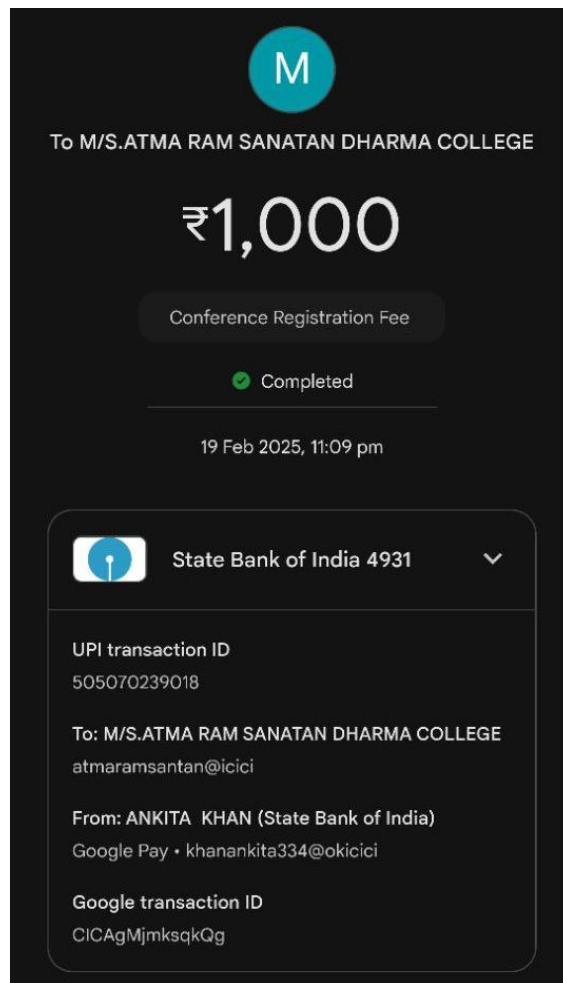 M
To M/S.ATMA RAM SANATAN DHARMA COLLEGE
₹1,000
Conference Registration Fee
Completed
19 Feb 2025, 11:09 pm
State Bank of India 4931
UPI transaction ID
505070239018
To: M/S.ATMA RAM SANATAN DHARMA COLLEGE
atmaramsantan@icici
From: ANKITA  KHAN (State Bank of India)
Google Pay • khanankita334@okicici
Google transaction ID
CICAgMjmksqkQg